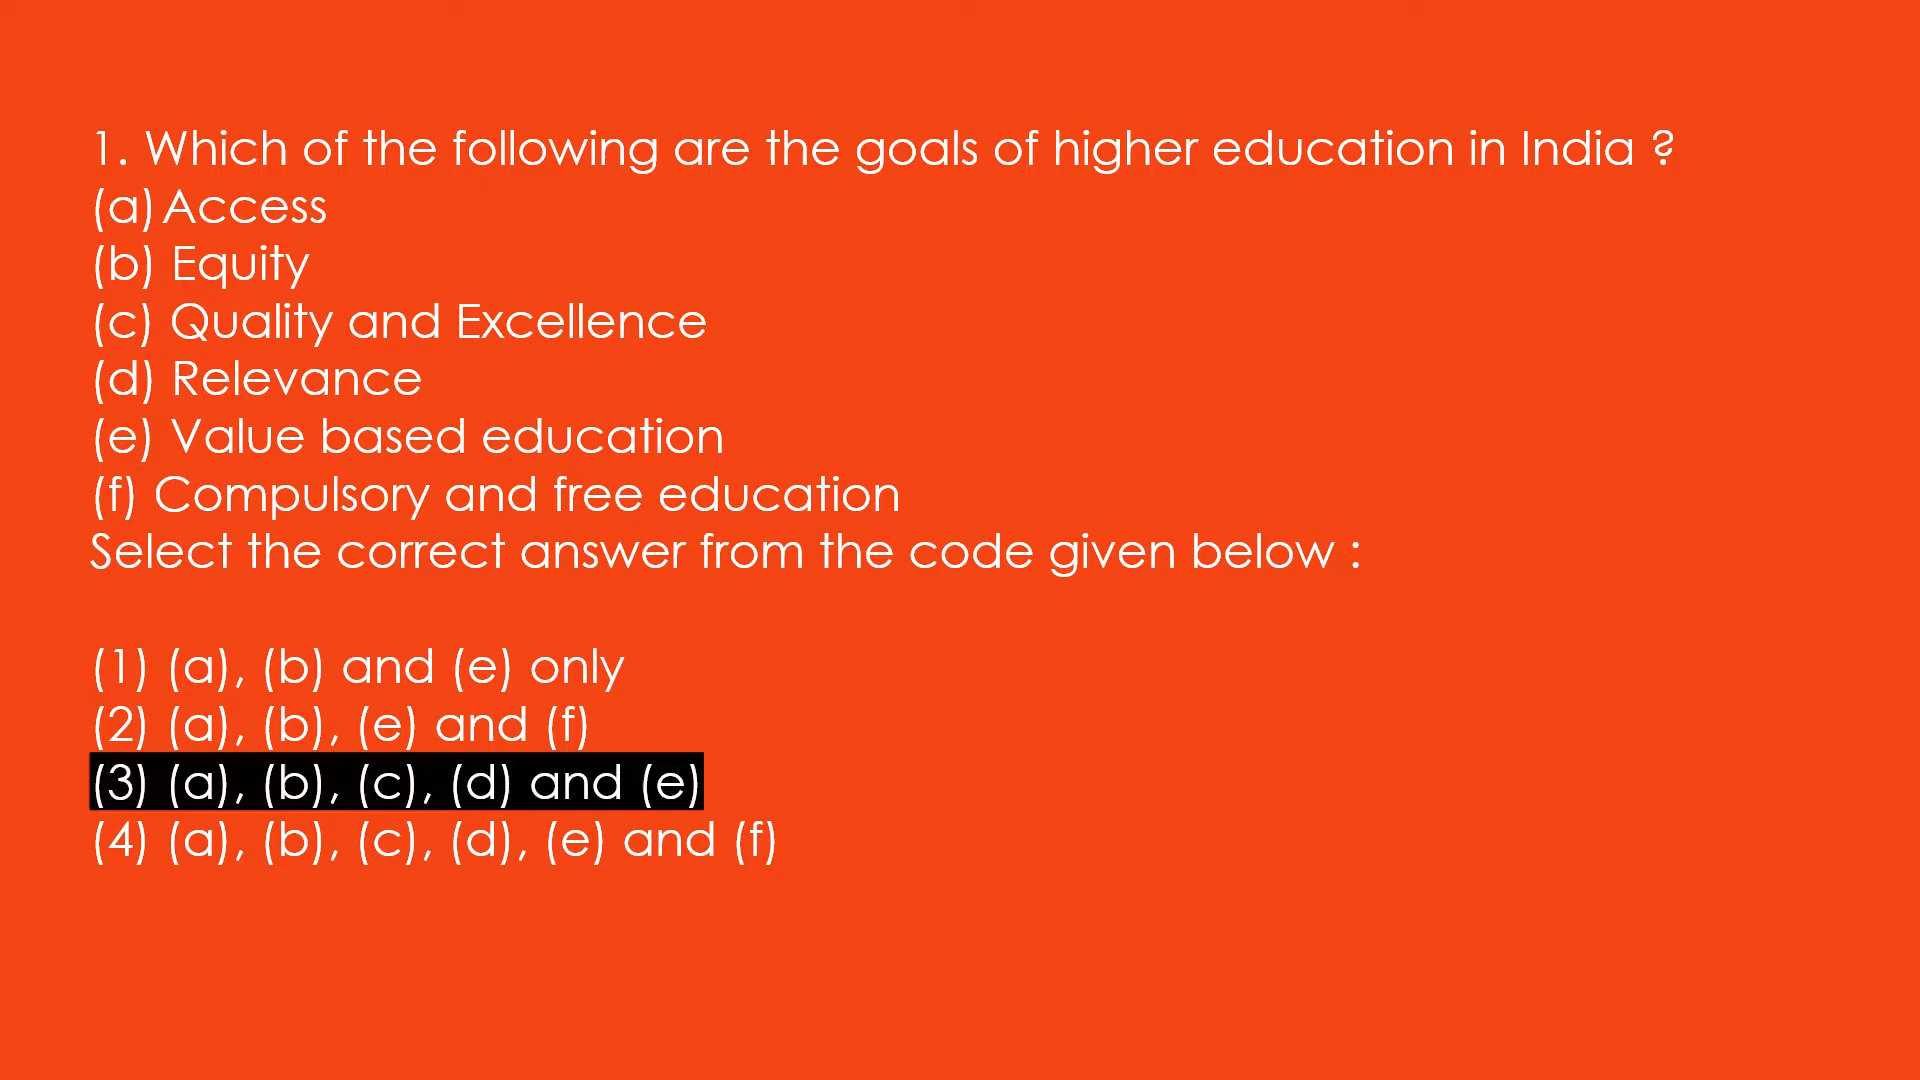 1. Which of the following are the goals of higher education in India ?
(a) Access
(b) Equity
(c) Quality and Excellence
(d) Relevance
(e) Value based education
(f) Compulsory and free education
Select the correct answer from the code given below :
(1) (a), (b) and (e) only
(2) (a), (b), (e) and (f)
(3) (a), (b), (c), (d) and (e)
(4) (a), (b), (c), (d), (e) and (f)